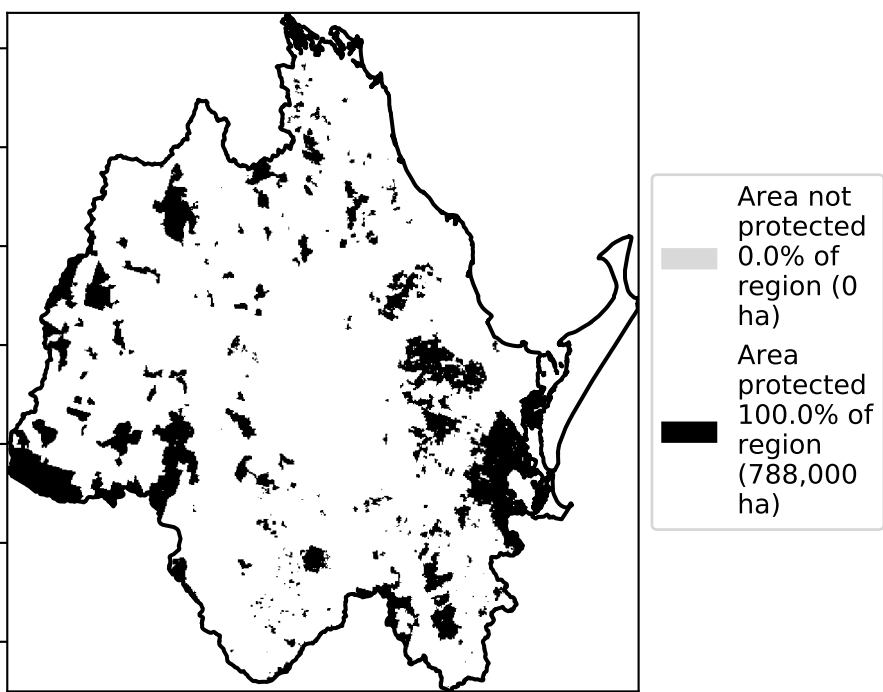 Area not
protected
0.0% of
region (0
ha)
Area
protected
100.0% of
region
(788,000
ha)